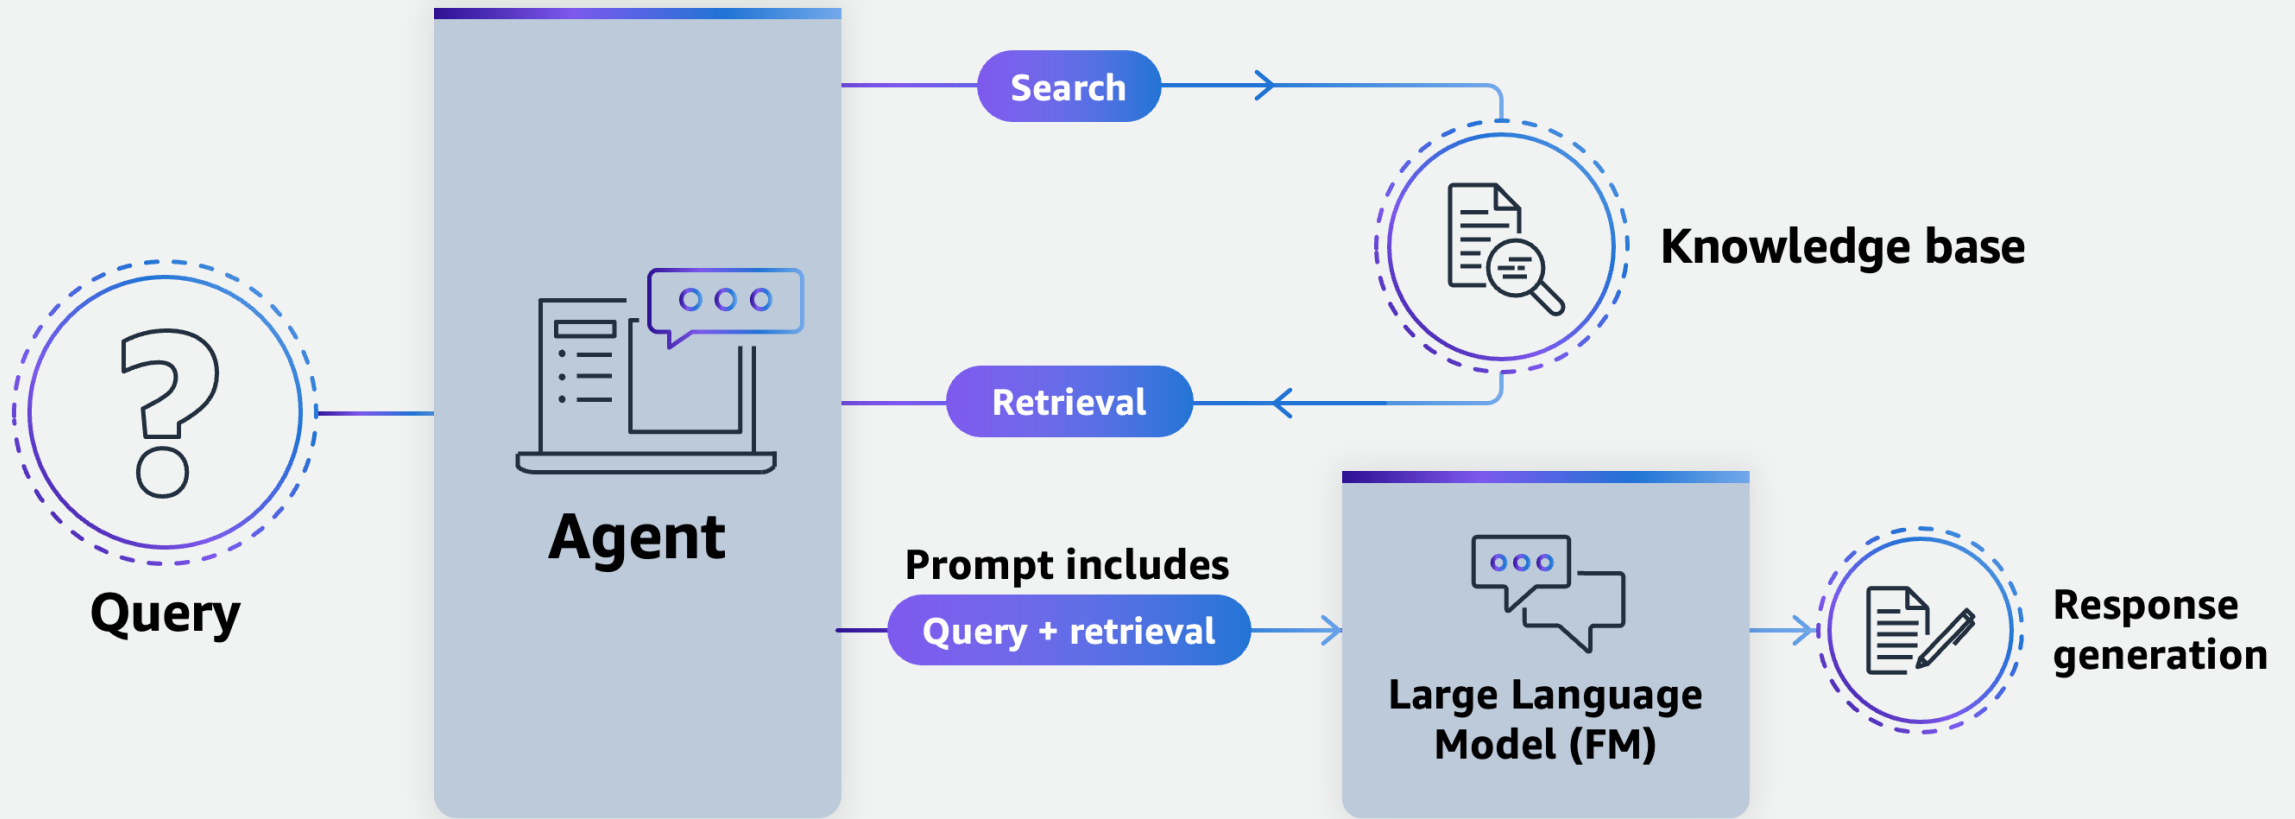 Search
Knowledge base
Retrieval
Agent
Query
Prompt includes
Query + retrieval
Large Language
Model (FM)
Response
generation